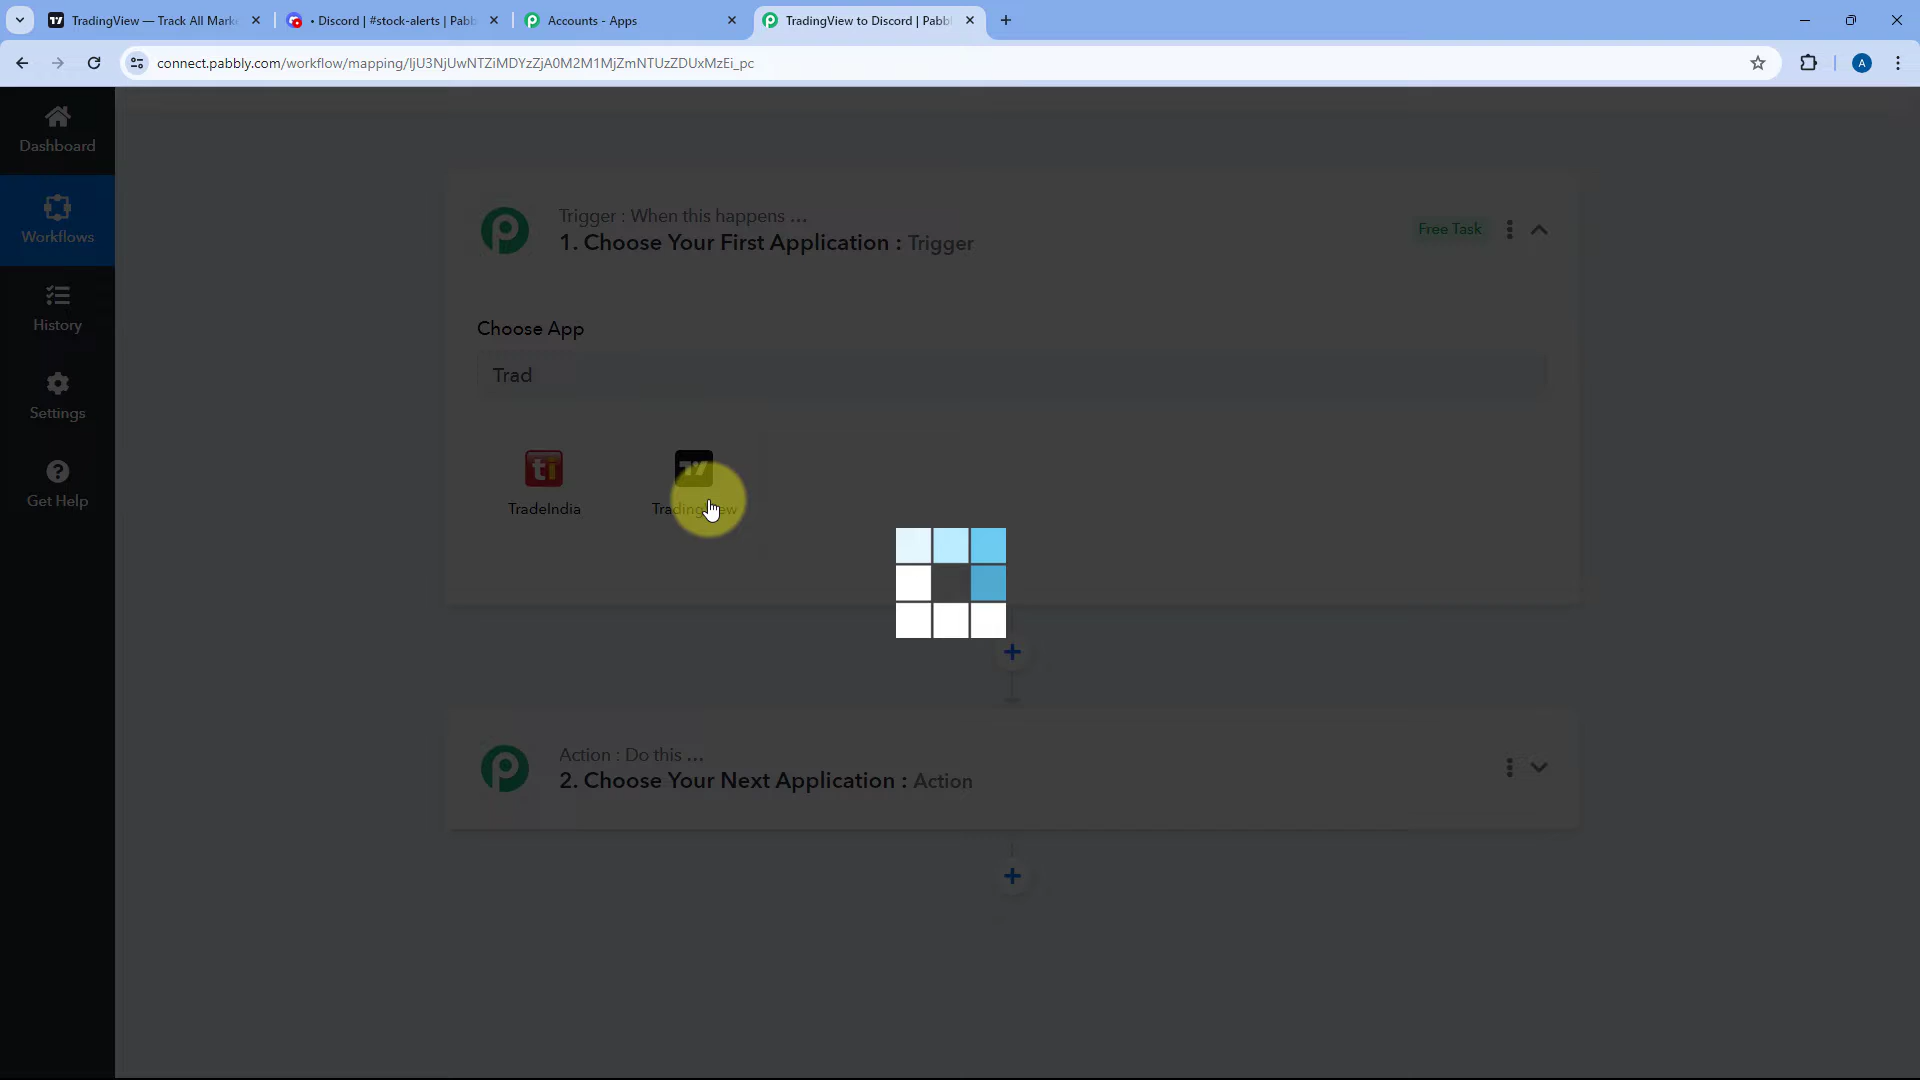 TradingView — Track All Mark
• Discord | #stock-alerts | Pabb
Accounts - Apps
TradingView to Discord | Pabb
connect.pabbly.com/workflow/mapping/IjU3NjUwNTZiMDYzZjA0M2M1MjZmNTUzZDUxMzEi_pc
A
Dashboard
Workflows
History
Settings
Get Help
Trigger : When this happens ...
1. Choose Your First Application : Trigger
Free Task
Choose App
Trad
TradeIndia
TradingView
Action : Do this ...
2. Choose Your Next Application : Action